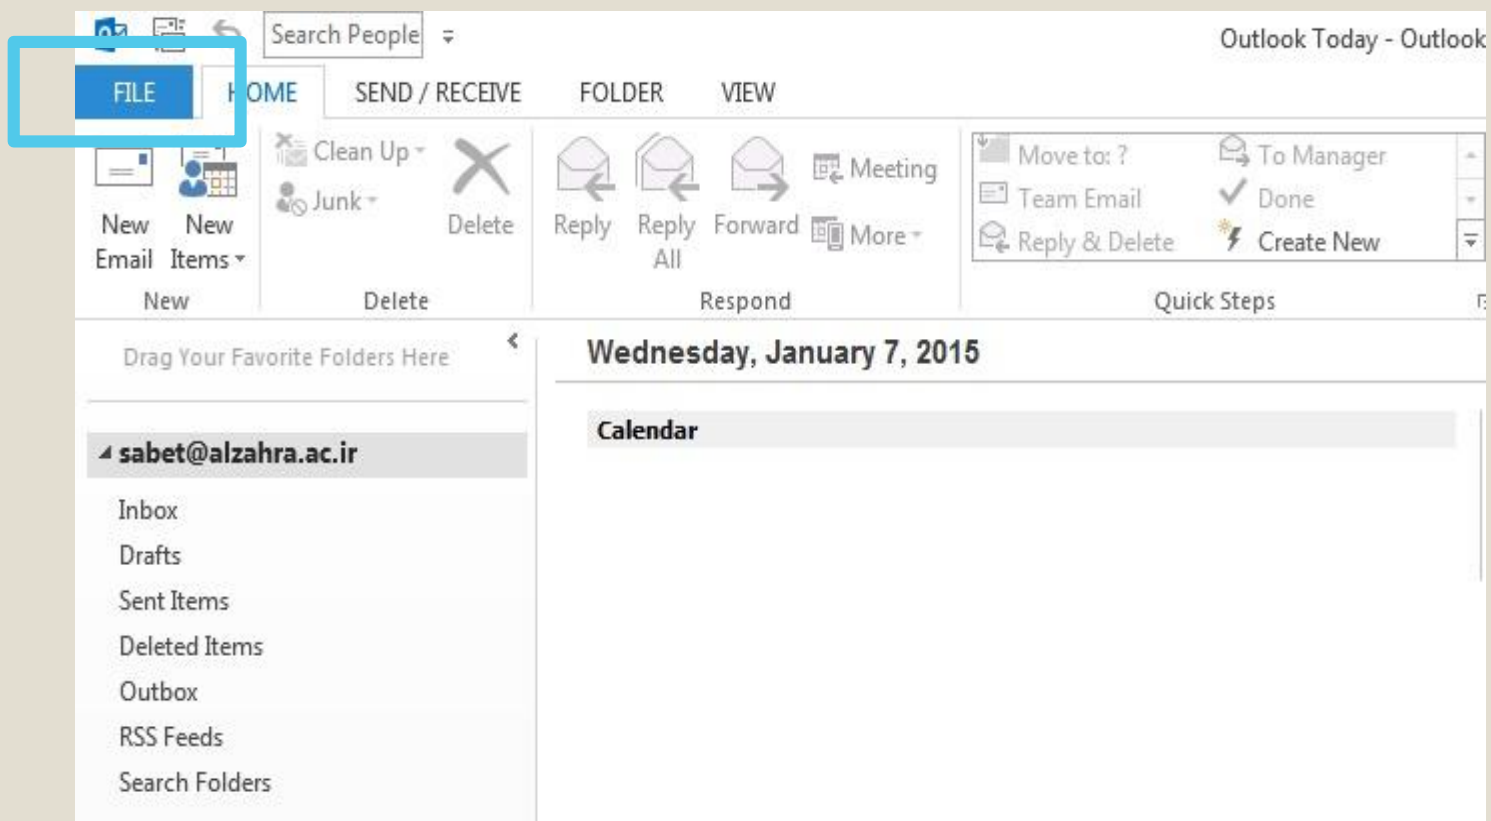 Search People
Outlook Today - Outlook
FILE HOME SEND / RECEIVE FOLDER VIEW
New Email
New Items
New
Clean Up
Junk
Delete
Delete
Reply
Reply All
Forward
Meeting
More
Respond
Move to: ?
Team Email
Reply & Delete
To Manager
Done
Create New
Quick Steps
Drag Your Favorite Folders Here
sabet@alzahra.ac.ir
Inbox
Drafts
Sent Items
Deleted Items
Outbox
RSS Feeds
Search Folders
Wednesday, January 7, 2015
Calendar